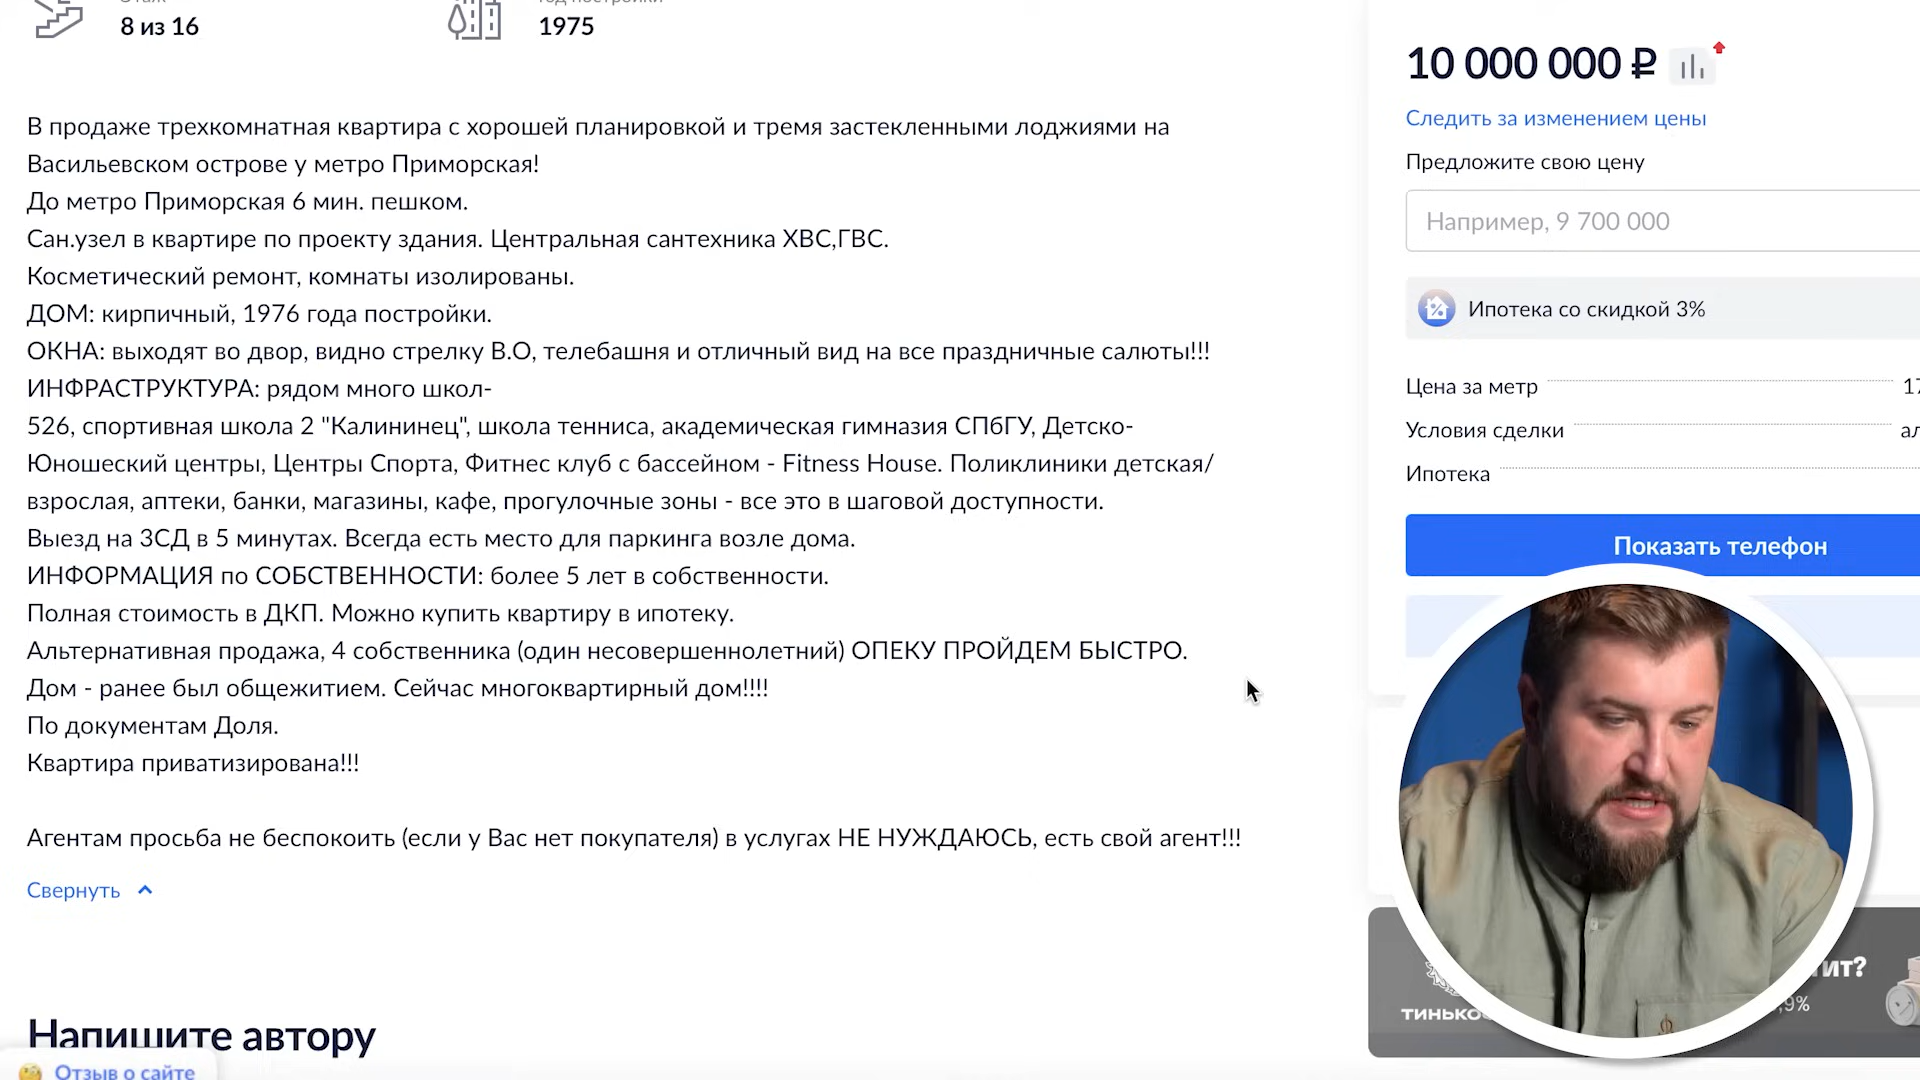 8 из 16
1975
В продаже трехкомнатная квартира с хорошей планировкой и тремя застекленными лоджиями на
Васильевском острове у метро Приморская!
До метро Приморская 6 мин. пешком.
Сан.узел в квартире по проекту здания. Центральная сантехника ХВС,ГВС.
Косметический ремонт, комнаты изолированы.
ДОМ: кирпичный, 1976 года постройки.
ОКНА: выходят во двор, видно стрелку В.О, телебашня и отличный вид на все праздничные салюты!!!
ИНФРАСТРУКТУРА: рядом много школ-
526, спортивная школа 2 "Калининец", школа тенниса, академическая гимназия СПбГУ, Детско-
Юношеский центры, Центры Спорта, Фитнес клуб с бассейном - Fitness House. Поликлиники детская/
взрослая, аптеки, банки, магазины, кафе, прогулочные зоны - все это в шаговой доступности.
Выезд на ЗСД в 5 минутах. Всегда есть место для паркинга возле дома.
ИНФОРМАЦИЯ по СОБСТВЕННОСТИ: более 5 лет в собственности.
Полная стоимость в ДКП. Можно купить квартиру в ипотеку.
Альтернативная продажа, 4 собственника (один несовершеннолетний) ОПЕКУ ПРОЙДЕМ БЫСТРО.
Дом - ранее был общежитием. Сейчас многоквартирный дом!!!!
По документам Доля.
Квартира приватизирована!!!
Агентам просьба не беспокоить (если у Вас нет покупателя) в услугах НЕ НУЖДАЮСЬ, есть свой агент!!!
Свернуть
Напишите автору
Отзыв о сайте
10 000 000 ₽
Следить за изменением цены
Предложите свою цену
Например, 9 700 000
Ипотека со скидкой 3%
Цена за метр 17
Условия сделки ал
Ипотека
Показать телефон